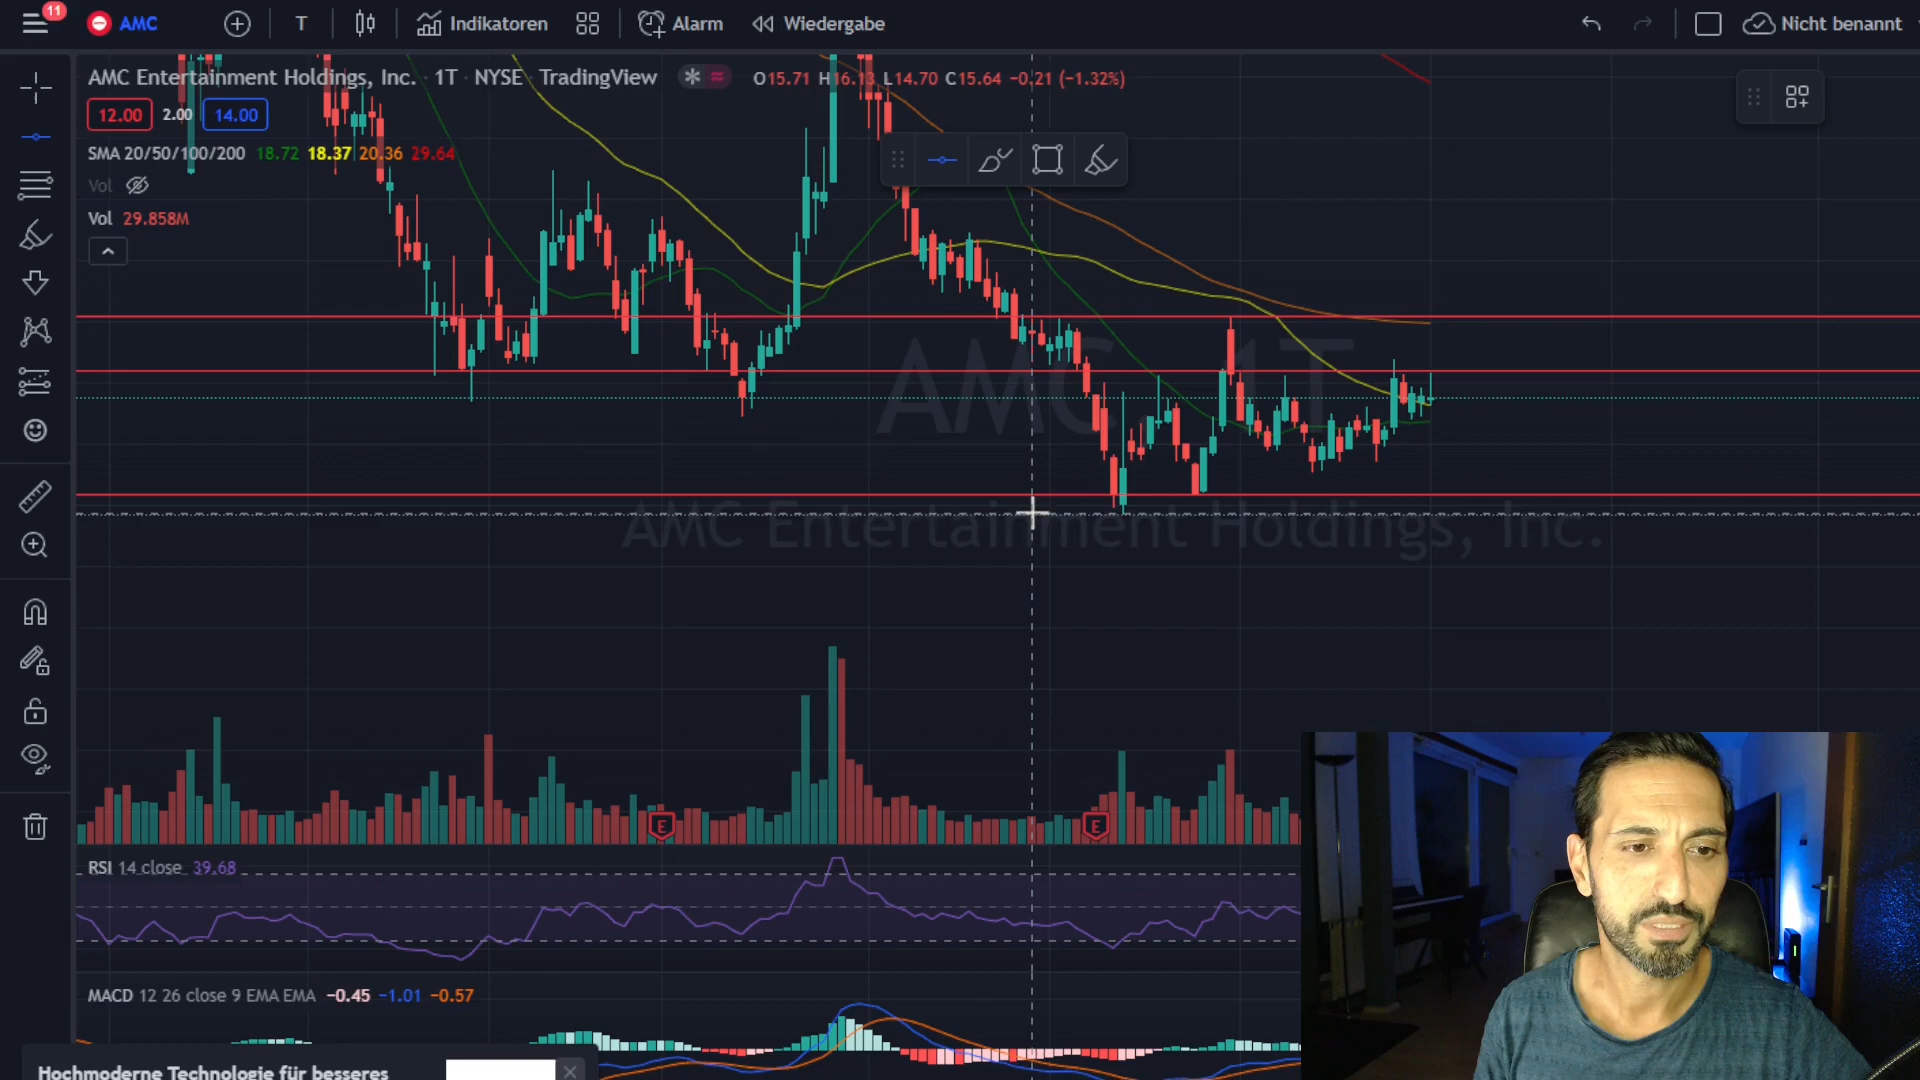 11
AMC
T
Indikatoren
Alarm
Wiedergabe
Nicht benannt
AMC Entertainment Holdings, Inc. · 1T · NYSE · TradingView
O15.71 H16.13 L14.70 C15.64 −0.21 (−1.32%)
12.00 2.00 14.00
SMA 20/50/100/200 18.72 18.37 20.36 29.64
Vol
Vol 29.858M
AMC, 1T
AMC Entertainment Holdings, Inc.
E
E
RSI 14 close 39.68
MACD 12 26 close 9 EMA EMA −0.45 −1.01 −0.57
Hochmoderne Technologie für besseres